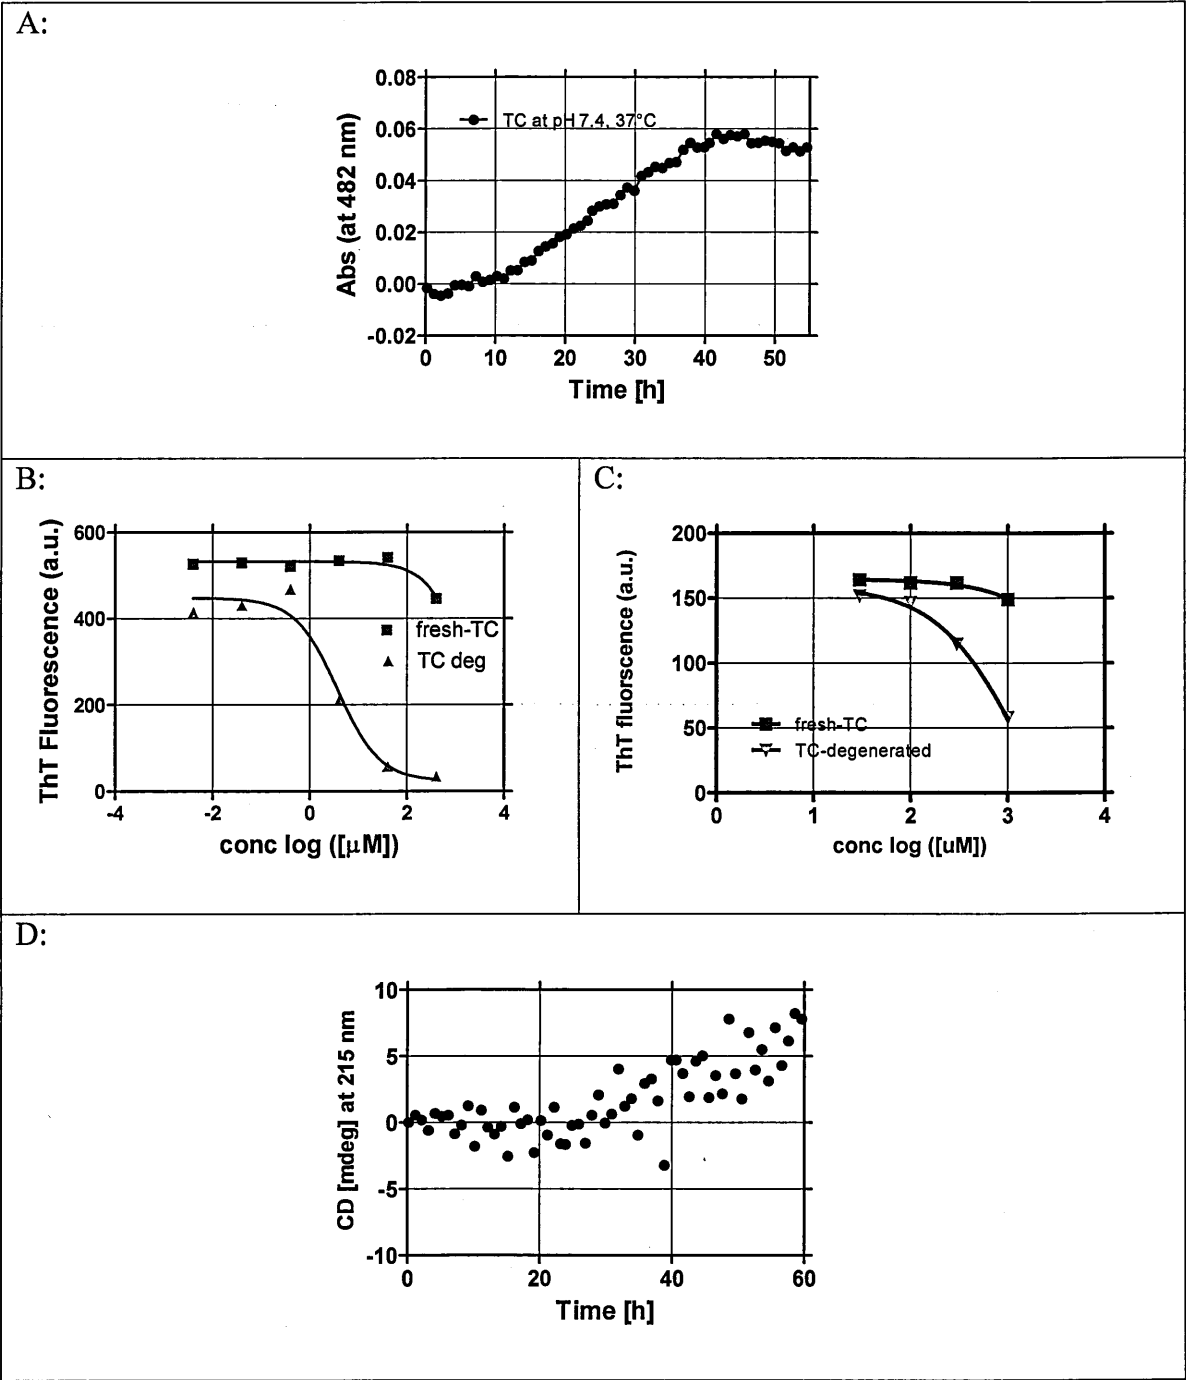 A:
0.08
0.06
0.04
0.02
0.00
-0.02
Abs (at 482 nm)
TC at pH 7.4, 37°C
0 10 20 30 40 50
Time [h]
B:
600
400
200
0
ThT Fluorescence (a.u.)
fresh-TC
TC deg
-4 -2 0 2 4
conc log ([μM])
C:
200
150
100
50
0
ThT fluorscence (a.u.)
fresh-TC
TC-degenerated
0 1 2 3 4
conc log ([uM])
D:
10
5
0
-5
-10
CD [mdeg] at 215 nm
0 20 40 60
Time [h]